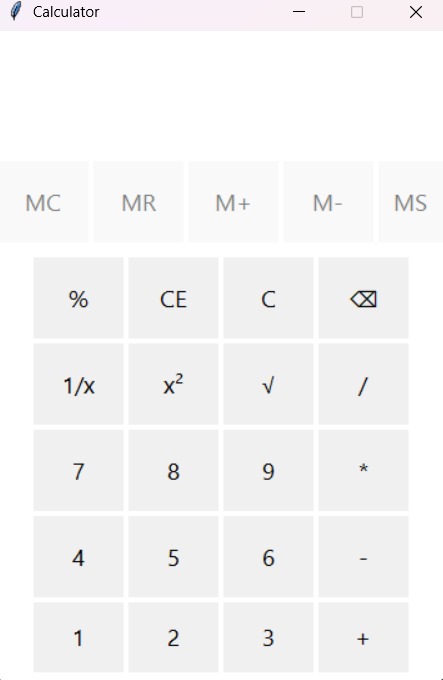 Calculator
MC MR M+ M- MS
% CE C ⌫
1/x x² √ /
7 8 9 *
4 5 6 -
1 2 3 +